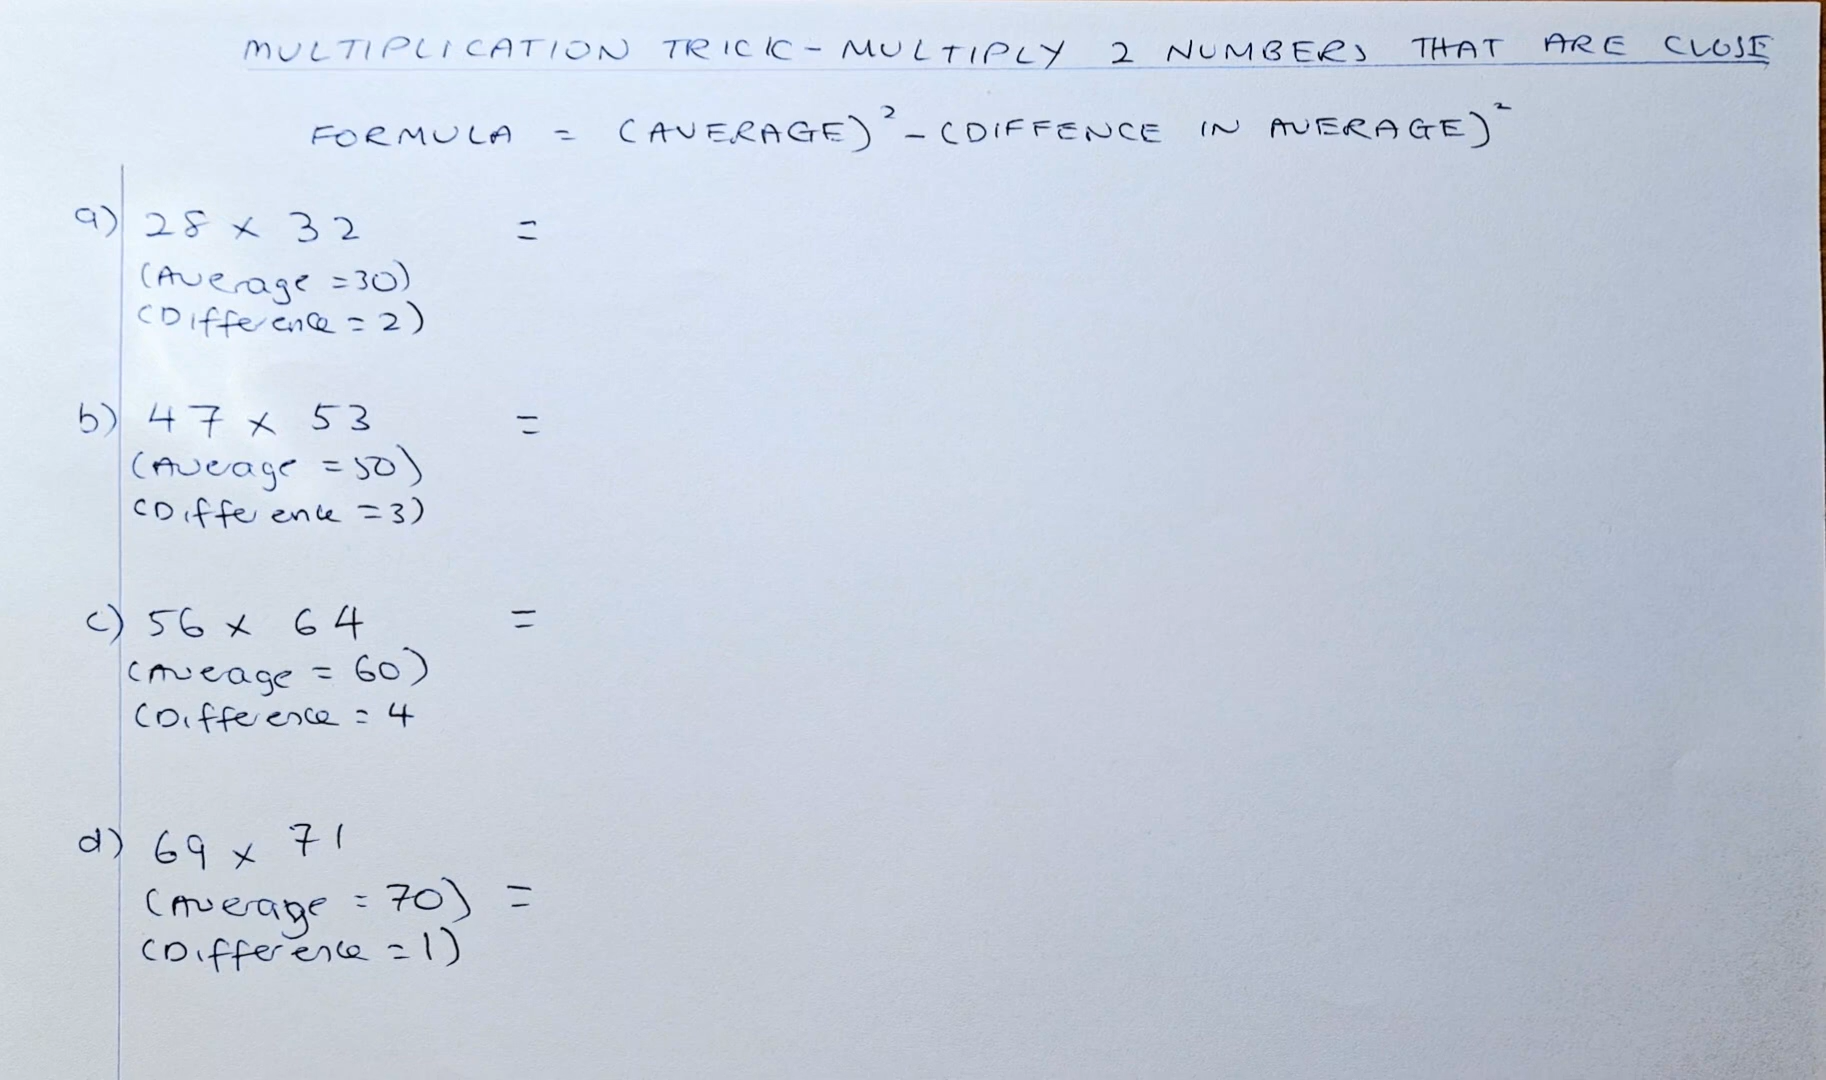 MULTIPLICATION TRICK - MULTIPLY 2 NUMBERS THAT ARE CLOSE
FORMULA = (AVERAGE)² - (DIFFENCE IN AVERAGE)²
a) 28 x 32 =
(Average = 30)
(Difference = 2)
b) 47 x 53 =
(Aveage = 50)
(Difference = 3)
c) 56 x 64 =
(Aveage = 60)
(Difference = 4
d) 69 x 71
(Average = 70) =
(Difference = 1)